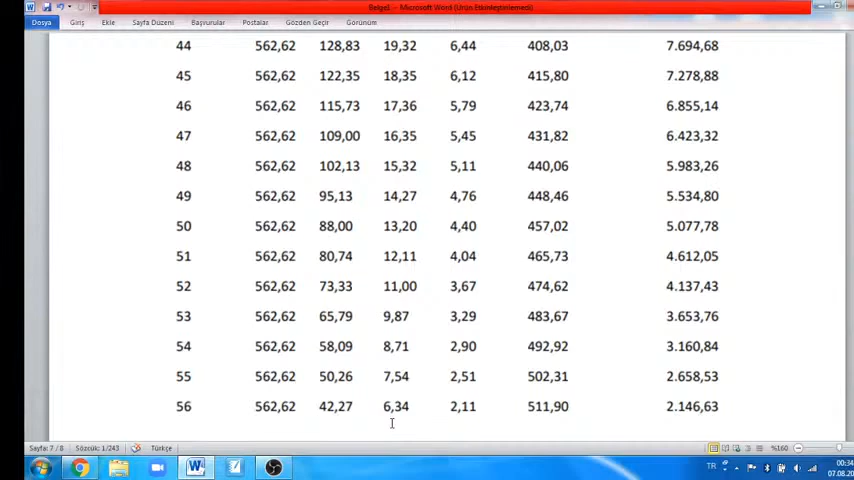 Belge1 - Microsoft Word (Ürün Etkinleştirilemedi)
Dosya Giriş Ekle Sayfa Düzeni Başvurular Postalar Gözden Geçir Görünüm
44 562,62 128,83 19,32 6,44 408,03 7.694,68
45 562,62 122,35 18,35 6,12 415,80 7.278,88
46 562,62 115,73 17,36 5,79 423,74 6.855,14
47 562,62 109,00 16,35 5,45 431,82 6.423,32
48 562,62 102,13 15,32 5,11 440,06 5.983,26
49 562,62 95,13 14,27 4,76 448,46 5.534,80
50 562,62 88,00 13,20 4,40 457,02 5.077,78
51 562,62 80,74 12,11 4,04 465,73 4.612,05
52 562,62 73,33 11,00 3,67 474,62 4.137,43
53 562,62 65,79 9,87 3,29 483,67 3.653,76
54 562,62 58,09 8,71 2,90 492,92 3.160,84
55 562,62 50,26 7,54 2,51 502,31 2.658,53
56 562,62 42,27 6,34 2,11 511,90 2.146,63
Sayfa: 7 / 8 Sözcük: 1/243 Türkçe %160
TR 00:34
07.08.20